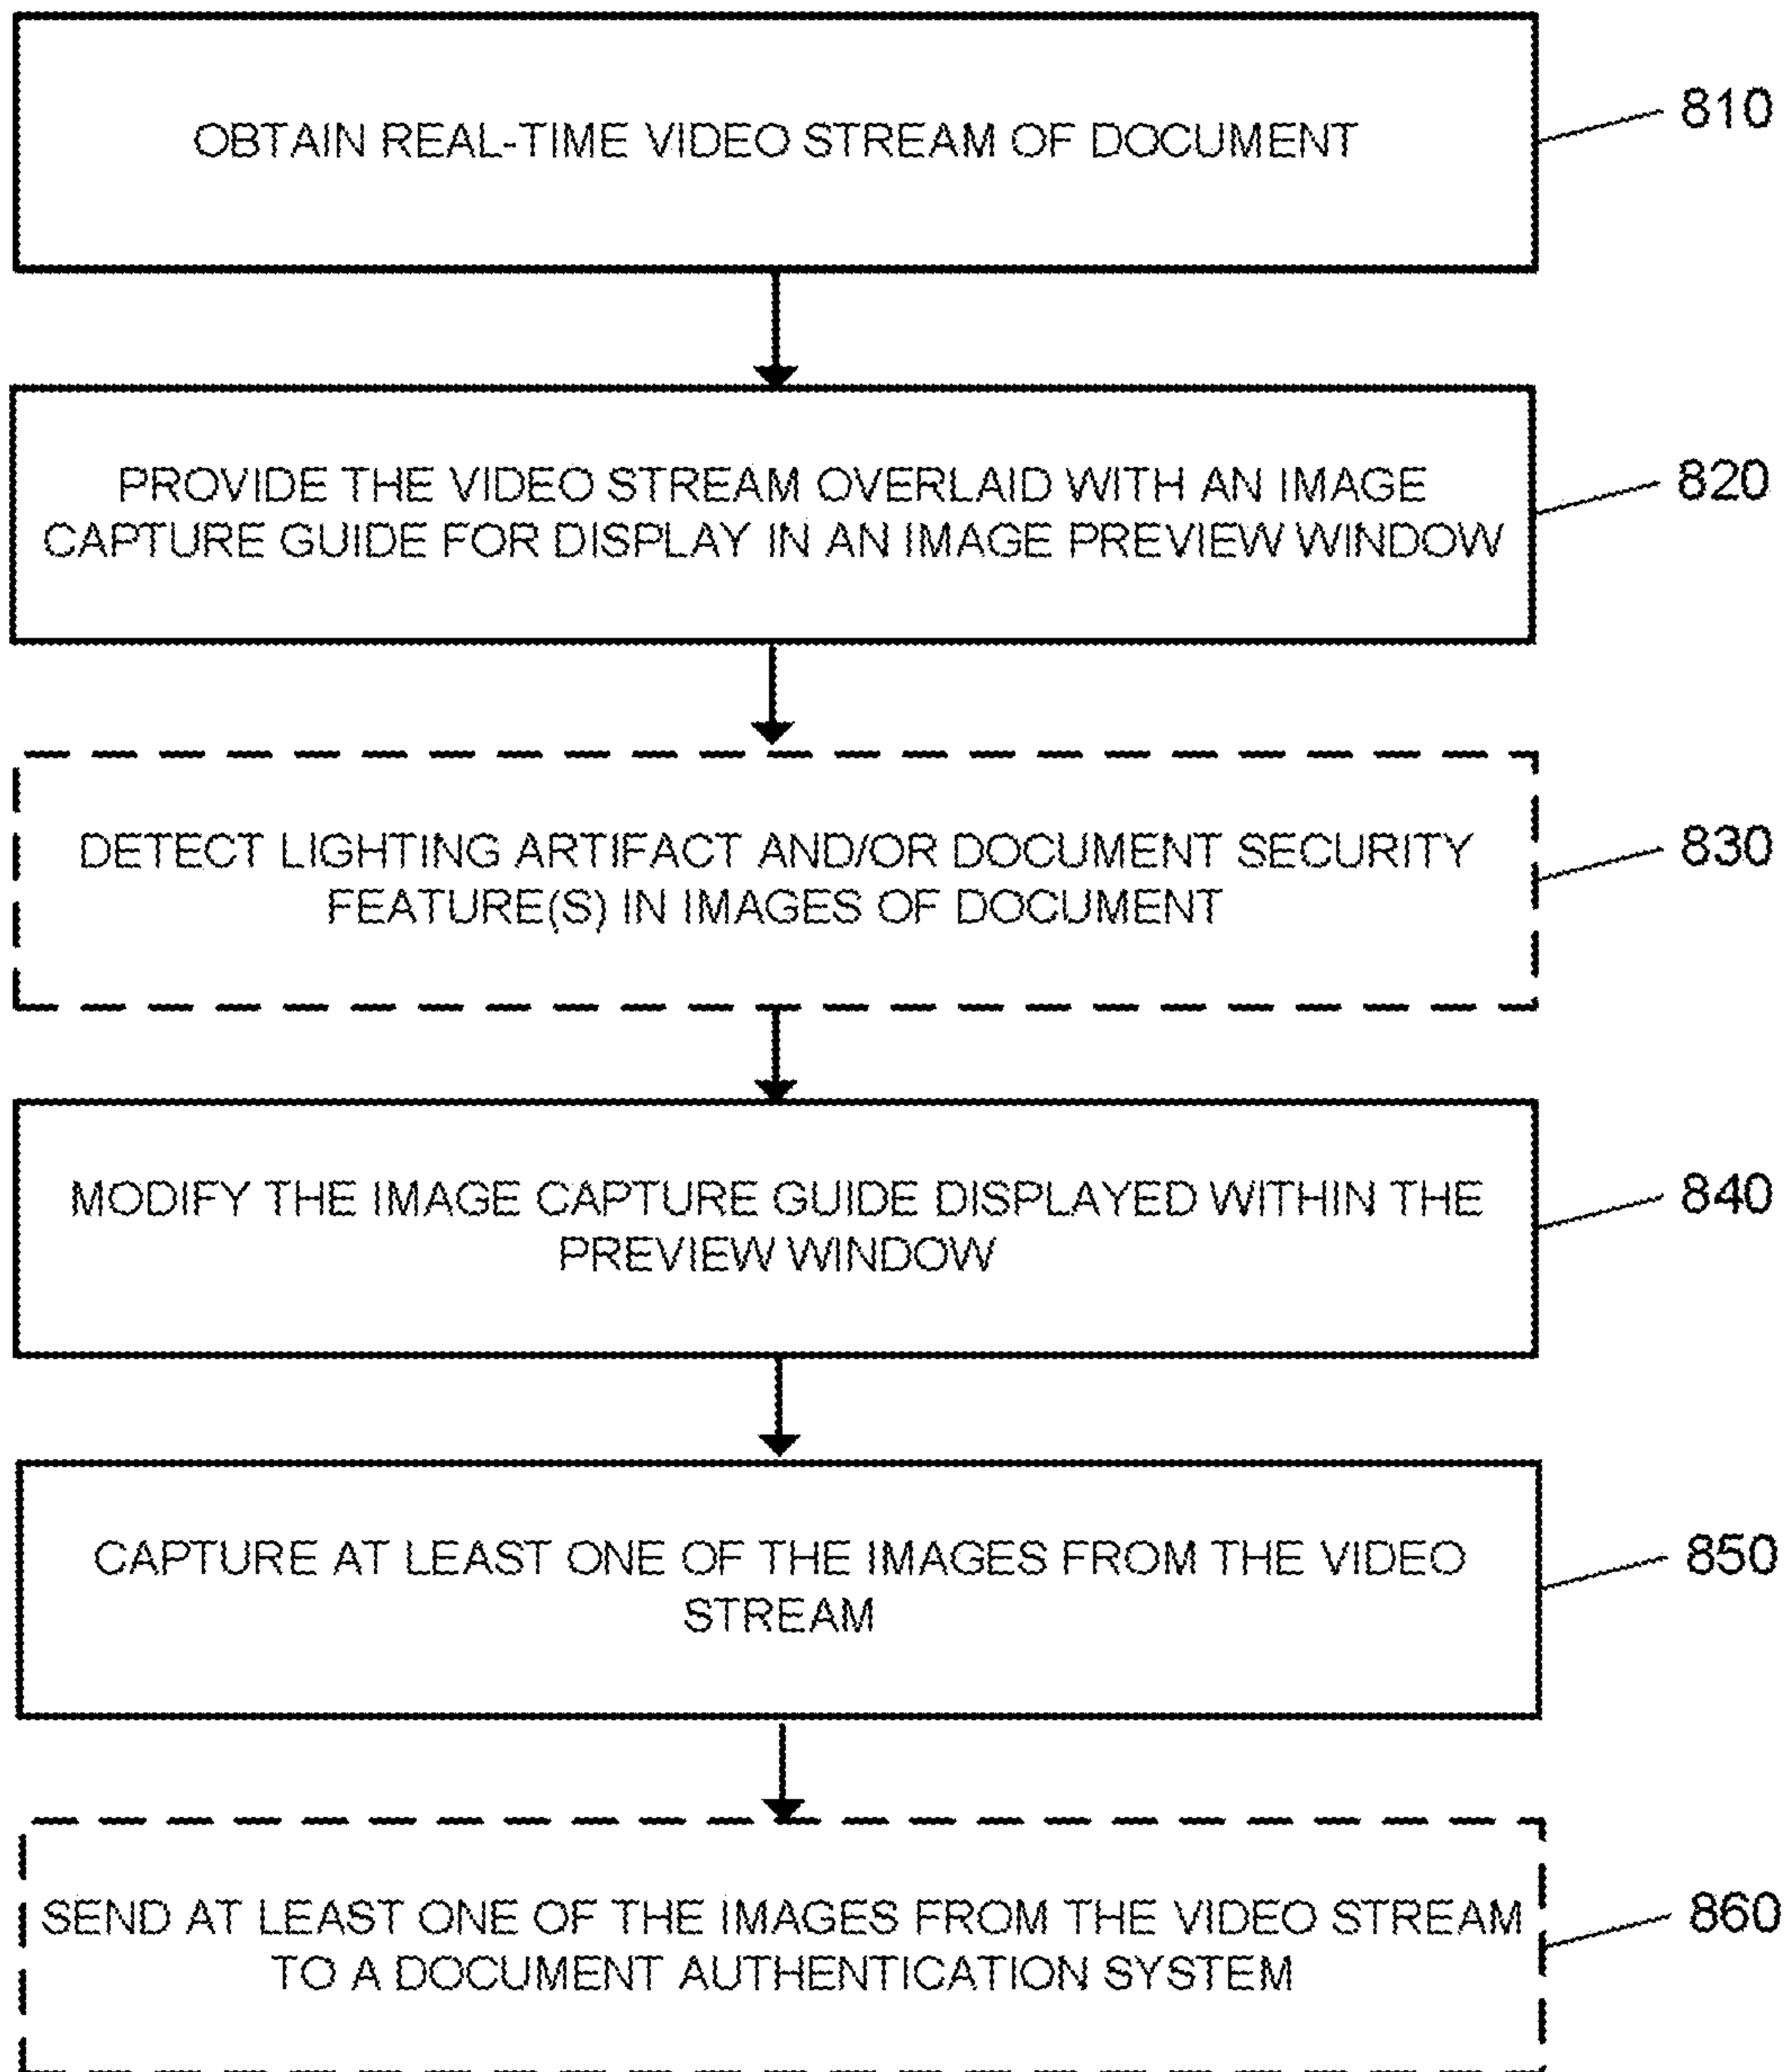 OBTAIN REAL-TIME VIDEO STREAM OF DOCUMENT
810
PROVIDE THE VIDEO STREAM OVERLAID WITH AN IMAGE
CAPTURE GUIDE FOR DISPLAY IN AN IMAGE PREVIEW WINDOW
820
DETECT LIGHTING ARTIFACT AND/OR DOCUMENT SECURITY
FEATURE(S) IN IMAGES OF DOCUMENT
830
MODIFY THE IMAGE CAPTURE GUIDE DISPLAYED WITHIN THE
PREVIEW WINDOW
840
CAPTURE AT LEAST ONE OF THE IMAGES FROM THE VIDEO
STREAM
850
SEND AT LEAST ONE OF THE IMAGES FROM THE VIDEO STREAM
TO A DOCUMENT AUTHENTICATION SYSTEM
860